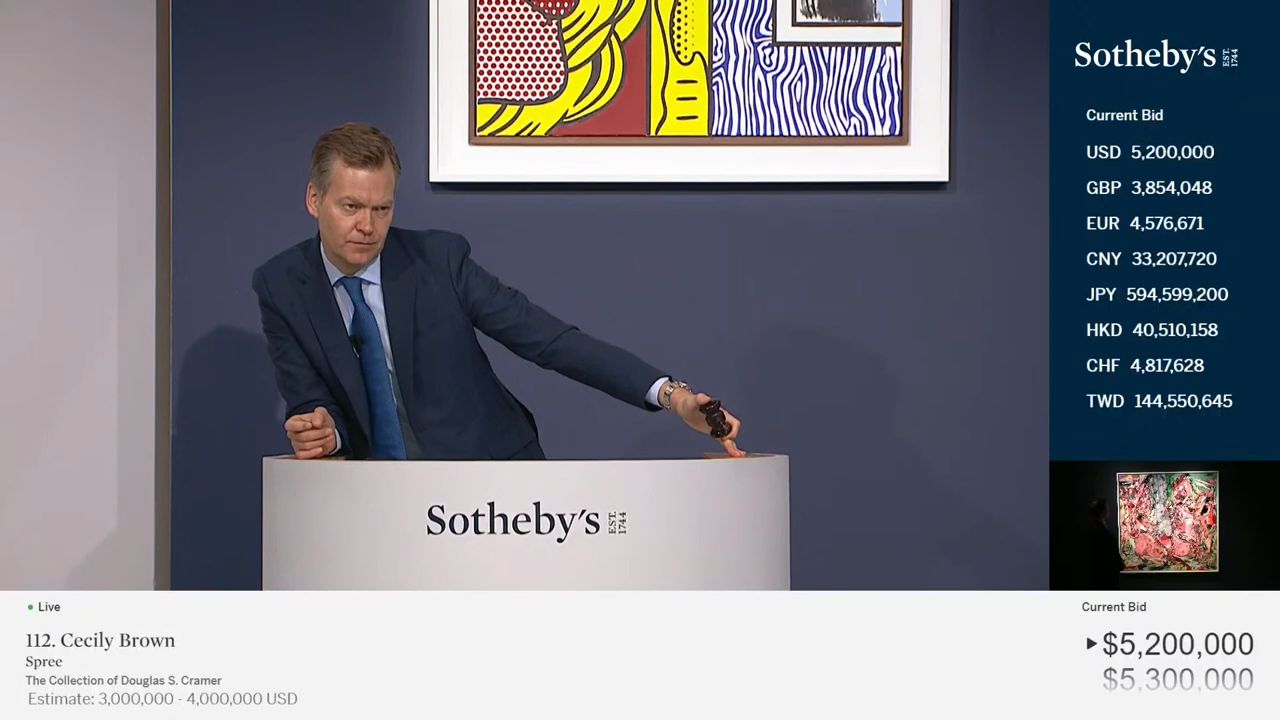 Sotheby's EST. 1744
Current Bid
USD 5,200,000
GBP 3,854,048
EUR 4,576,671
CNY 33,207,720
JPY 594,599,200
HKD 40,510,158
CHF 4,817,628
TWD 144,550,645
Sotheby's EST. 1744
Live
112. Cecily Brown
Spree
The Collection of Douglas S. Cramer
Estimate: 3,000,000 - 4,000,000 USD
Current Bid
$5,200,000
$5,300,000